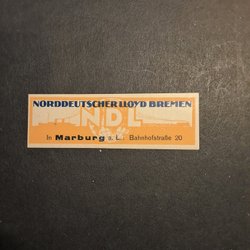 NORDDEUTSCHER LLOYD BREMEN
NDL
In Marburg a. L.: Bahnhofstraße 20